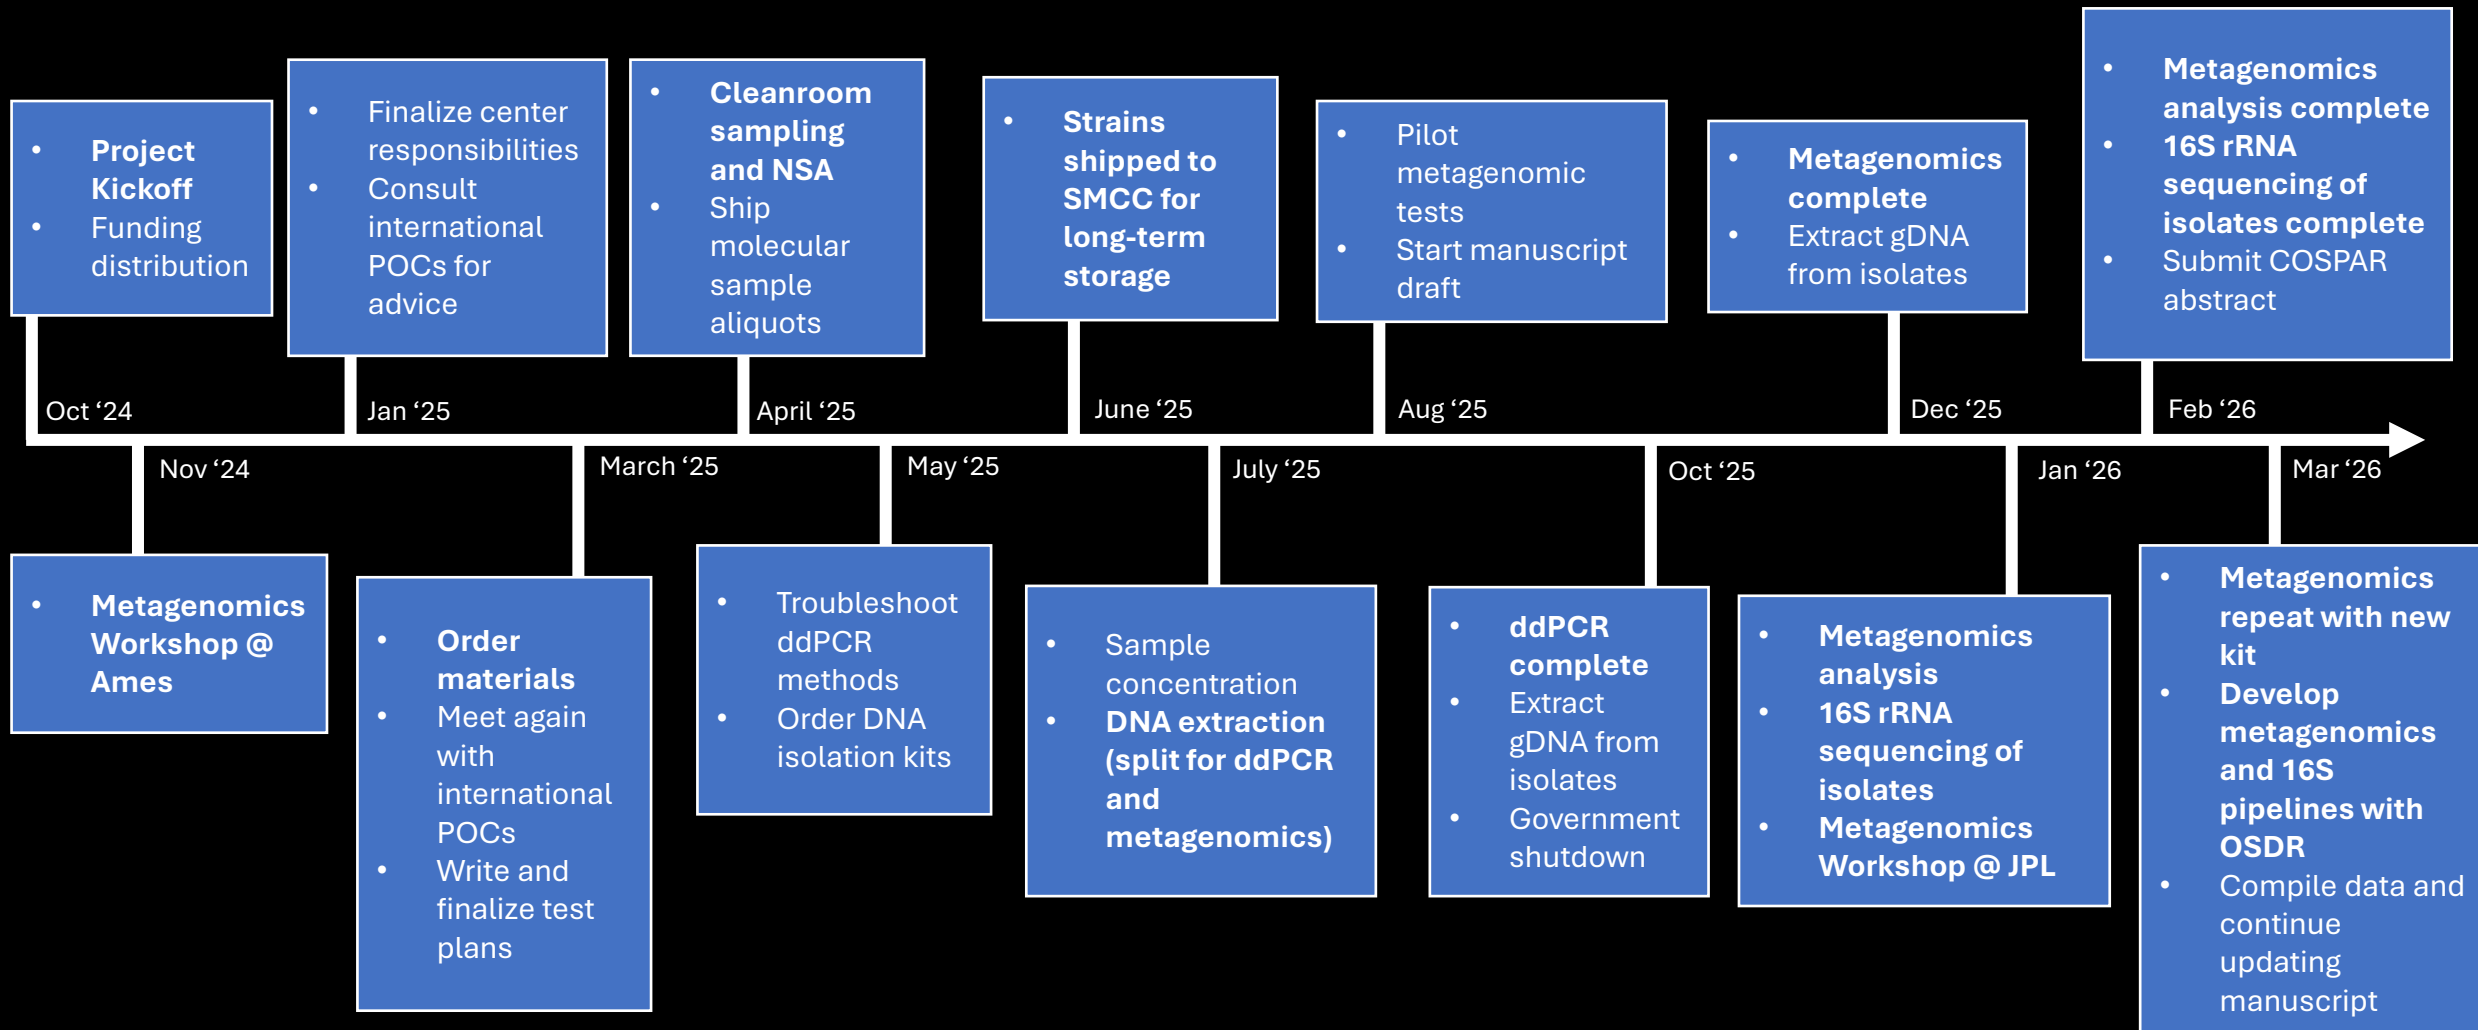 • Project
Kickoff
• Funding
distribution
Oct ‘24
Nov ‘24
• Metagenomics
Workshop @
Ames
• Finalize center
responsibilities
• Consult
international
POCs for
advice
Jan ‘25
March ‘25
• Order
materials
• Meet again
with
international
POCs
• Write and
finalize test
plans
• Cleanroom
sampling
and NSA
• Ship
molecular
sample
aliquots
April ‘25
May ‘25
• Troubleshoot
ddPCR
methods
• Order DNA
isolation kits
• Strains
shipped to
SMCC for
long-term
storage
June ‘25
July ‘25
• Sample
concentration
• DNA extraction
(split for ddPCR
and
metagenomics)
• Pilot
metagenomic
tests
• Start manuscript
draft
Aug ‘25
Oct ‘25
• ddPCR
complete
• Extract
gDNA from
isolates
• Government
shutdown
• Metagenomics
complete
• Extract gDNA
from isolates
Dec ‘25
Jan ‘26
• Metagenomics
analysis
• 16S rRNA
sequencing of
isolates
• Metagenomics
Workshop @ JPL
• Metagenomics
analysis complete
• 16S rRNA
sequencing of
isolates complete
• Submit COSPAR
abstract
Feb ‘26
Mar ‘26
• Metagenomics
repeat with new
kit
• Develop
metagenomics
and 16S
pipelines with
OSDR
• Compile data and
continue
updating
manuscript